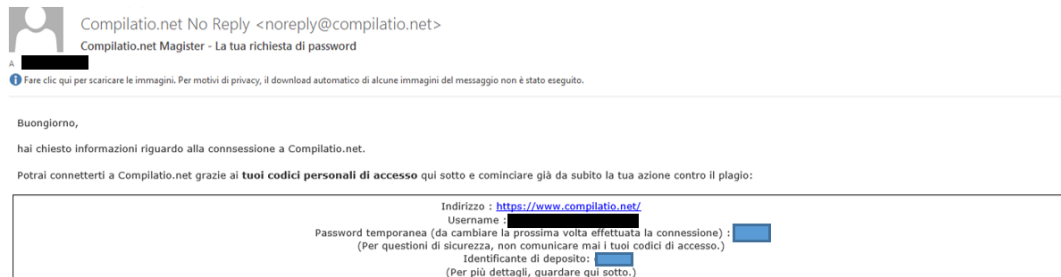 Compilatio.net No Reply <noreply@compilatio.net>
Compilatio.net Magister - La tua richiesta di password
A
Fare clic qui per scaricare le immagini. Per motivi di privacy, il download automatico di alcune immagini del messaggio non è stato eseguito.
Buongiorno,
hai chiesto informazioni riguardo alla connsessione a Compilatio.net.
Potrai connetterti a Compilatio.net grazie ai tuoi codici personali di accesso qui sotto e cominciare già da subito la tua azione contro il plagio:
Indirizzo : https://www.compilatio.net/
Username :
Password temporanea (da cambiare la prossima volta effettuata la connessione) :
(Per questioni di sicurezza, non comunicare mai i tuoi codici di accesso.)
Identificante di deposito:
(Per più dettagli, guardare qui sotto.)